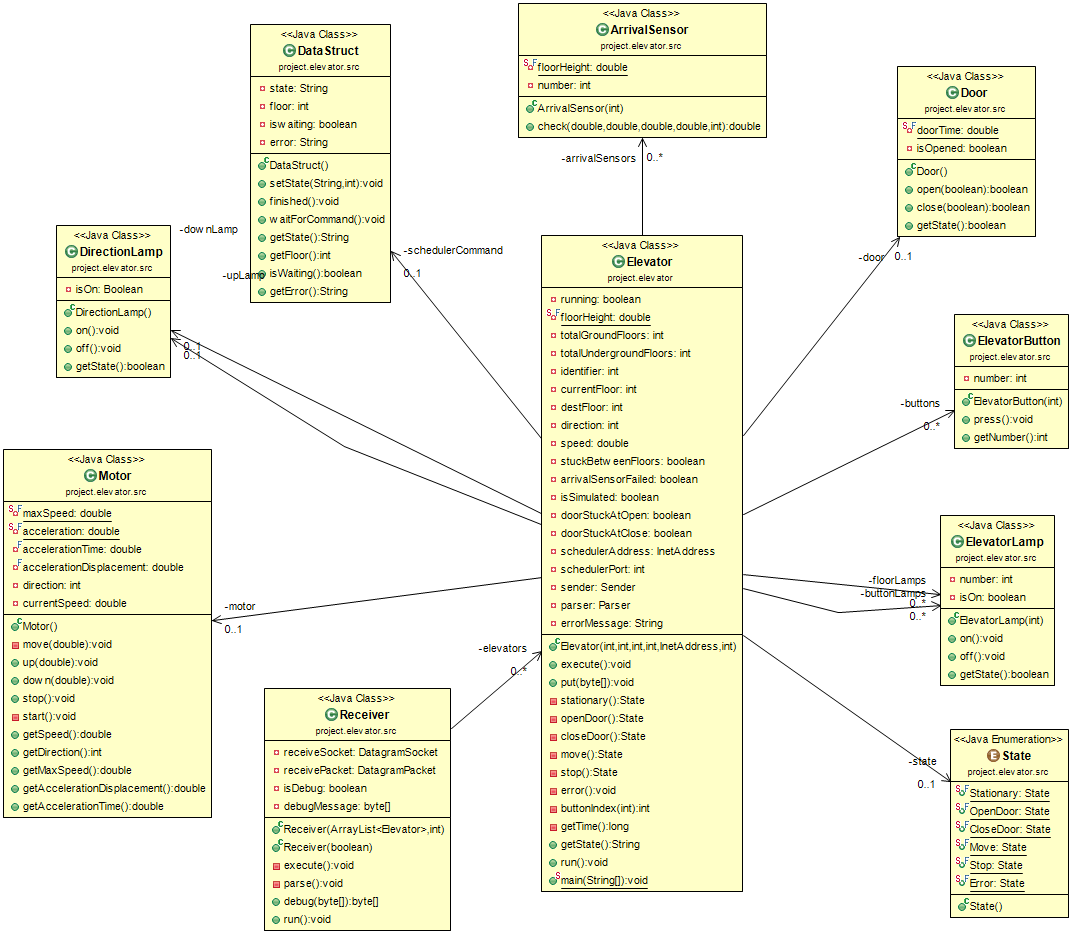 <<Java Class>>
DataStruct
project.elevator.src
state: String
floor: int
iswaiting: boolean
error: String
DataStruct()
setState(String,int):void
finished():void
waitForCommand():void
getState():String
getFloor():int
isWaiting():boolean
getError():String
<<Java Class>>
ArrivalSensor
project.elevator.src
floorHeight: double
number: int
ArrivalSensor(int)
check(double,double,double,double,int):double
-arrivalSensors
0..*
<<Java Class>>
Door
project.elevator.src
doorTime: double
isOpened: boolean
Door()
open(boolean):boolean
close(boolean):boolean
getState():boolean
-door
0..1
<<Java Class>>
DirectionLamp
project.elevator.src
isOn: Boolean
DirectionLamp()
on():void
off():void
getState():boolean
-downLamp
-upLamp
0..1
0..1
-schedulerCommand
0..1
<<Java Class>>
Elevator
project.elevator
running: boolean
floorHeight: double
totalGroundFloors: int
totalUndergroundFloors: int
identifier: int
currentFloor: int
destFloor: int
direction: int
speed: double
stuckBetweenFloors: boolean
arrivalSensorFailed: boolean
isSimulated: boolean
doorStuckAtOpen: boolean
doorStuckAtClose: boolean
schedulerAddress: InetAddress
schedulerPort: int
sender: Sender
parser: Parser
errorMessage: String
Elevator(int,int,int,int,InetAddress,int)
execute():void
put(byte[]):void
stationary():State
openDoor():State
closeDoor():State
move():State
stop():State
error():void
buttonIndex(int):int
getTime():long
getState():String
run():void
main(String[]):void
<<Java Class>>
ElevatorButton
project.elevator.src
number: int
ElevatorButton(int)
press():void
getNumber():int
-buttons
0..*
<<Java Class>>
Motor
project.elevator.src
maxSpeed: double
acceleration: double
accelerationTime: double
accelerationDisplacement: double
direction: int
currentSpeed: double
Motor()
move(double):void
up(double):void
down(double):void
stop():void
start():void
getSpeed():double
getDirection():int
getMaxSpeed():double
getAccelerationDisplacement():double
getAccelerationTime():double
-motor
0..1
<<Java Class>>
ElevatorLamp
project.elevator.src
number: int
isOn: boolean
ElevatorLamp(int)
on():void
off():void
getState():boolean
-floorLamps
-buttonLamps
0..*
0..*
-elevators
0..*
<<Java Class>>
Receiver
project.elevator.src
receiveSocket: DatagramSocket
receivePacket: DatagramPacket
isDebug: boolean
debugMessage: byte[]
Receiver(ArrayList<Elevator>,int)
Receiver(boolean)
execute():void
parse():void
debug(byte[]):byte[]
run():void
-state
0..1
<<Java Enumeration>>
State
project.elevator.src
Stationary: State
OpenDoor: State
CloseDoor: State
Move: State
Stop: State
Error: State
State()